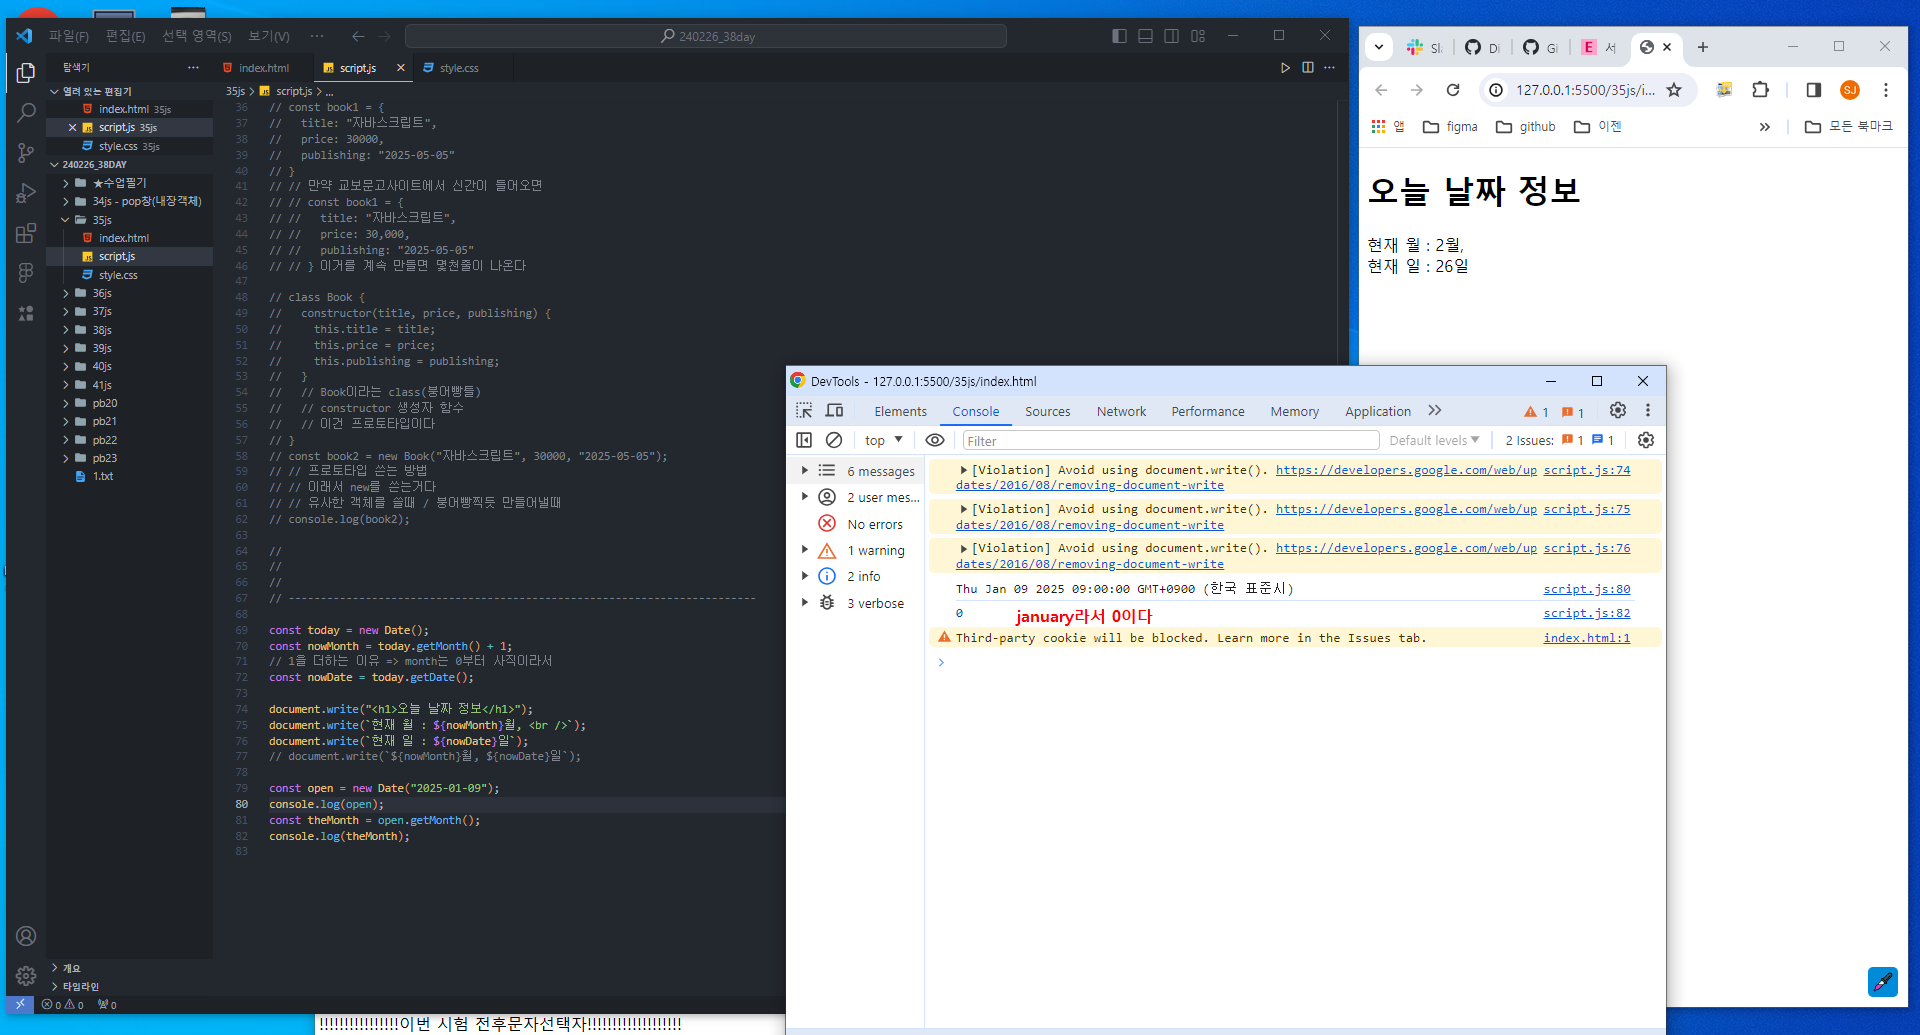 파일(F) 편집(E) 선택 영역(S) 보기(V) ··· 240226_38day
탐색기
index.html script.js style.css
35js > script.js > ...
열려 있는 편집기
index.html 35js
script.js 35js
style.css 35js
240226_38DAY
★수업필기
34js - pop창(내장객체)
35js
index.html
script.js
style.css
36js
37js
38js
39js
40js
41js
pb20
pb21
pb22
pb23
1.txt
개요
타임라인
0 0 0
36 // const book1 = {
37 //   title: "자바스크립트",
38 //   price: 30000,
39 //   publishing: "2025-05-05"
40 // }
41 // // 만약 교보문고사이트에서 신간이 들어오면
42 // // const book1 = {
43 // //   title: "자바스크립트",
44 // //   price: 30,000,
45 // //   publishing: "2025-05-05"
46 // // } 이거를 계속 만들면 몇천줄이 나온다
47
48 // class Book {
49 //   constructor(title, price, publishing) {
50 //     this.title = title;
51 //     this.price = price;
52 //     this.publishing = publishing;
53 //   }
54 //   // Book이라는 class(붕어빵틀)
55 //   // constructor 생성자 함수
56 //   // 이건 프로토타입이다
57 // }
58 // const book2 = new Book("자바스크립트", 30000, "2025-05-05");
59 // // 프로토타입 쓰는 방법
60 // // 이래서 new를 쓰는거다
61 // // 유사한 객체를 쓸때 / 붕어빵찍듯 만들어낼때
62 // console.log(book2);
63
64 //
65 //
66 //
67 // -------------------------------------------------------------------------
68
69 const today = new Date();
70 const nowMonth = today.getMonth() + 1;
71 // 1을 더하는 이유 => month는 0부터 시작이라서
72 const nowDate = today.getDate();
73
74 document.write("<h1>오늘 날짜 정보</h1>");
75 document.write(`현재 월 : ${nowMonth}월, <br />`);
76 document.write(`현재 일 : ${nowDate}일`);
77 // document.write(`${nowMonth}월, ${nowDate}일`);
78
79 const open = new Date("2025-01-09");
80 console.log(open);
81 const theMonth = open.getMonth();
82 console.log(theMonth);
83
!!!!!!!!!!!!!!!!이번 시험 전후문자선택자!!!!!!!!!!!!!!!!!!!
Sl Di Gi E 서
127.0.0.1:5500/35js/i... SJ
앱 figma github 이젠 » 모든 북마크
오늘 날짜 정보
현재 월 : 2월,
현재 일 : 26일
DevTools - 127.0.0.1:5500/35js/index.html
Elements Console Sources Network Performance Memory Application » 1 1
top Filter Default levels 2 Issues: 1 1
6 messages
2 user mes...
No errors
1 warning
2 info
3 verbose
[Violation] Avoid using document.write(). https://developers.google.com/web/up script.js:74
dates/2016/08/removing-document-write
[Violation] Avoid using document.write(). https://developers.google.com/web/up script.js:75
dates/2016/08/removing-document-write
[Violation] Avoid using document.write(). https://developers.google.com/web/up script.js:76
dates/2016/08/removing-document-write
Thu Jan 09 2025 09:00:00 GMT+0900 (한국 표준시) script.js:80
0 january라서 0이다 script.js:82
Third-party cookie will be blocked. Learn more in the Issues tab. index.html:1